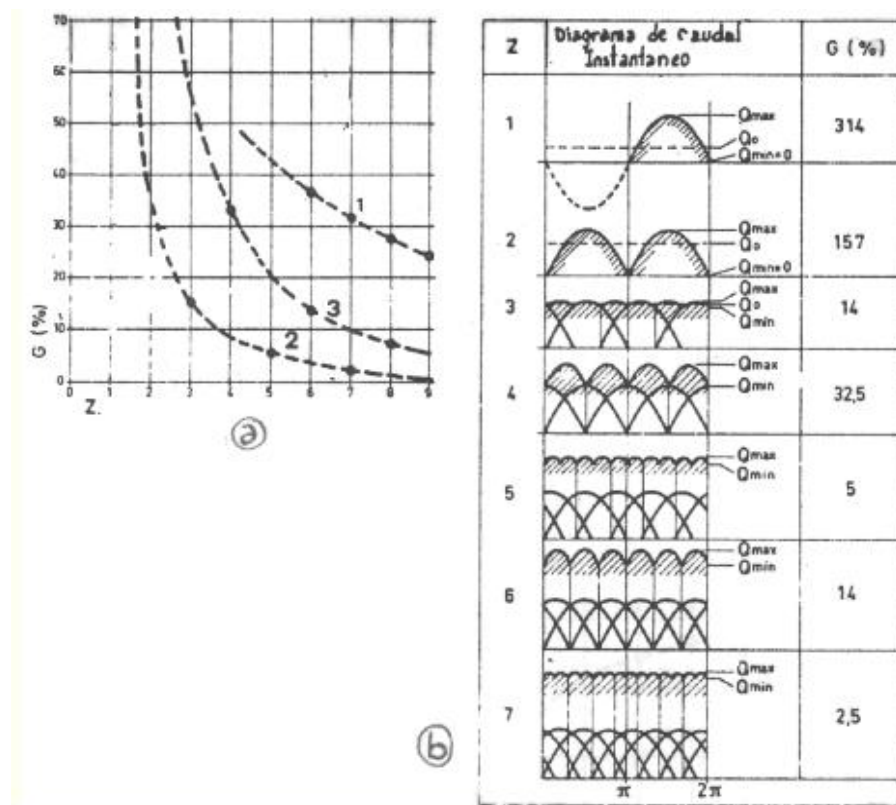 70
60
50
40
30
20
10
0
G (%)
0 1 2 3 4 5 6 7 8 9
Z.
1
3
2
a
Z Diagrama de caudal Instantaneo G (%)
1 Qmax Qo Qmin=0 314
2 Qmax Qo Qmin=0 157
3 Qmax Qo Qmin 14
4 Qmax Qmin 32,5
5 Qmax Qmin 5
6 Qmax Qmin 14
7 Qmax Qmin 2,5
π 2π
b